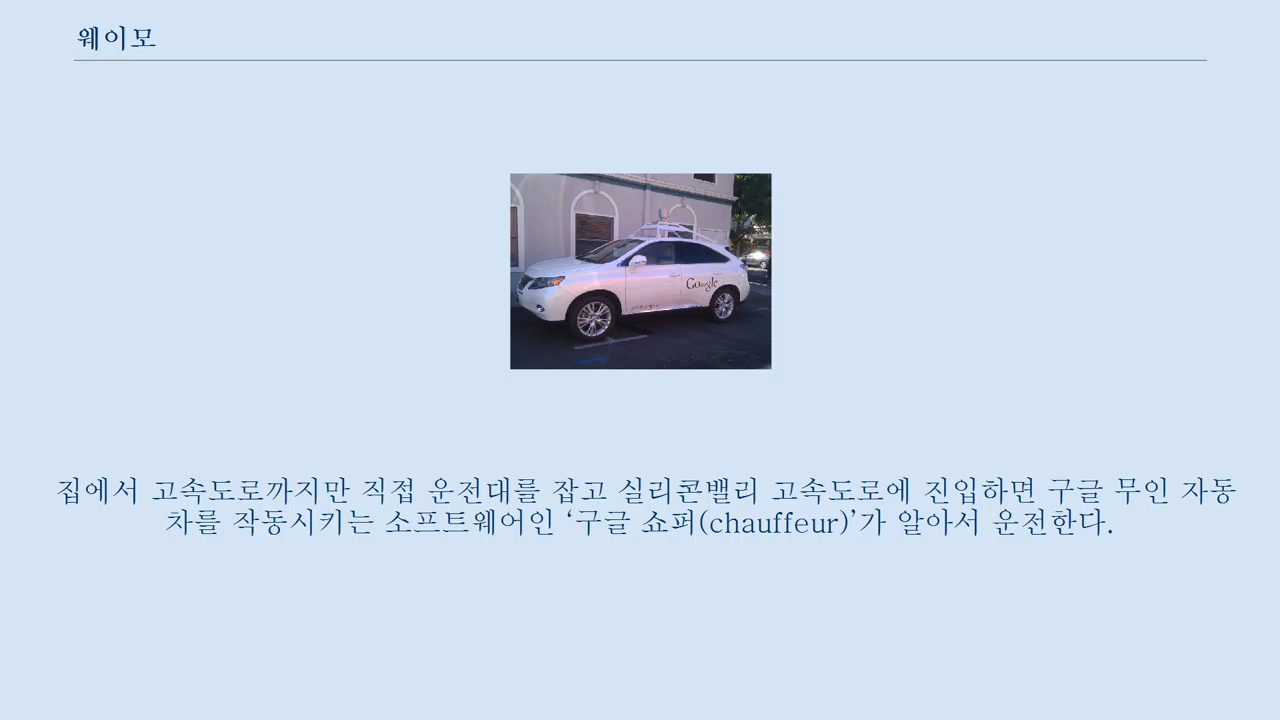 웨이모
Google
집에서 고속도로까지만 직접 운전대를 잡고 실리콘밸리 고속도로에 진입하면 구글 무인 자동
차를 작동시키는 소프트웨어인 ‘구글 쇼퍼(chauffeur)’가 알아서 운전한다.